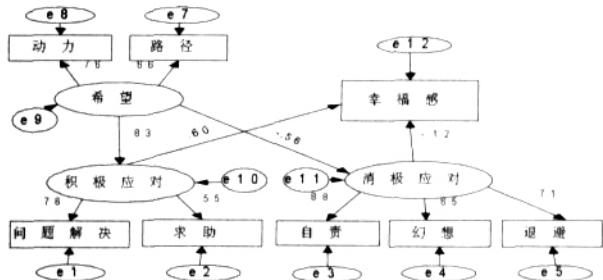 e8 e7
动力 路径 e12
76 66
希望 幸福感
e9
83 60 -.56 -.12
积极应对 e10 e11 消极应对
76 55 88 65 71
问题解决 求助 自责 幻想 退避
e1 e2 e3 e4 e5